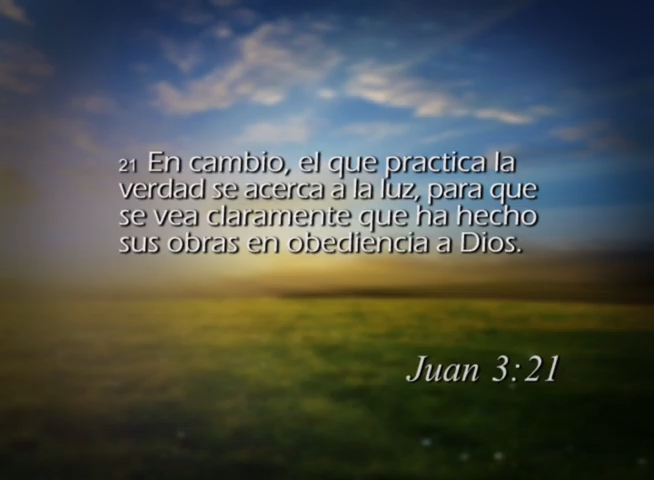 21 En cambio, el que practica la
verdad se acerca a la luz, para que
se vea claramente que ha hecho
sus obras en obediencia a Dios.
Juan 3:21